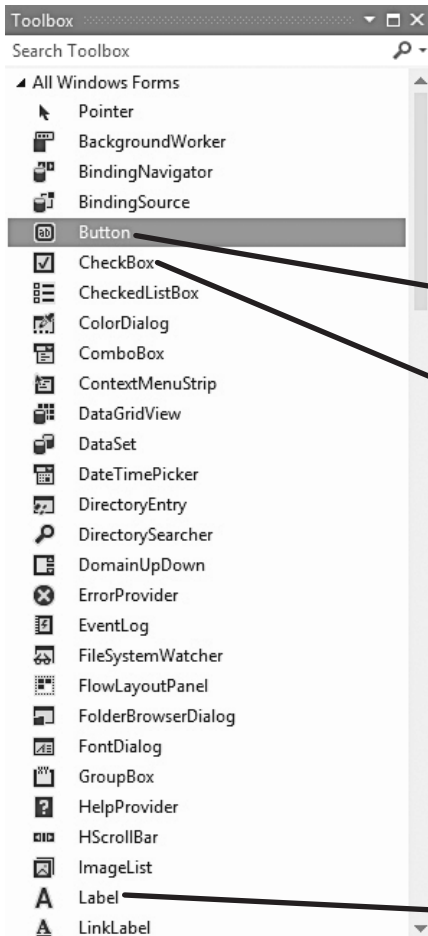 Toolbox
Search Toolbox
All Windows Forms
Pointer
BackgroundWorker
BindingNavigator
BindingSource
Button
CheckBox
CheckedListBox
ColorDialog
ComboBox
ContextMenuStrip
DataGridView
DataSet
DateTimePicker
DirectoryEntry
DirectorySearcher
DomainUpDown
ErrorProvider
EventLog
FileSystemWatcher
FlowLayoutPanel
FolderBrowserDialog
FontDialog
GroupBox
HelpProvider
HScrollBar
ImageList
Label
LinkLabel